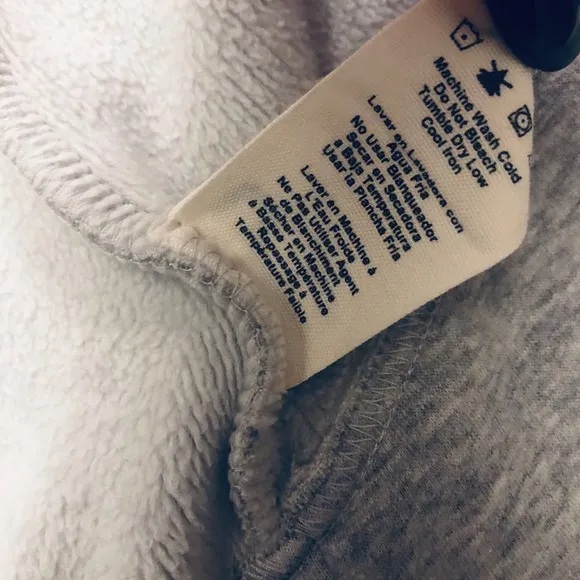 Machine Wash Cold
Do Not Bleach
Tumble Dry Low
Cool Iron
Lavar en Lavadora con
Agua Fria
No Usar Blanqueador
Secar en Secadora
a Baja Temperatura
Usar la Plancha Fria
Laver en Machine à
L'Eau Froide
Ne Pas Utiliser Agent
de Blanchiment
Sécher en Machine
à Basse Température
Repassage à
Température Faible